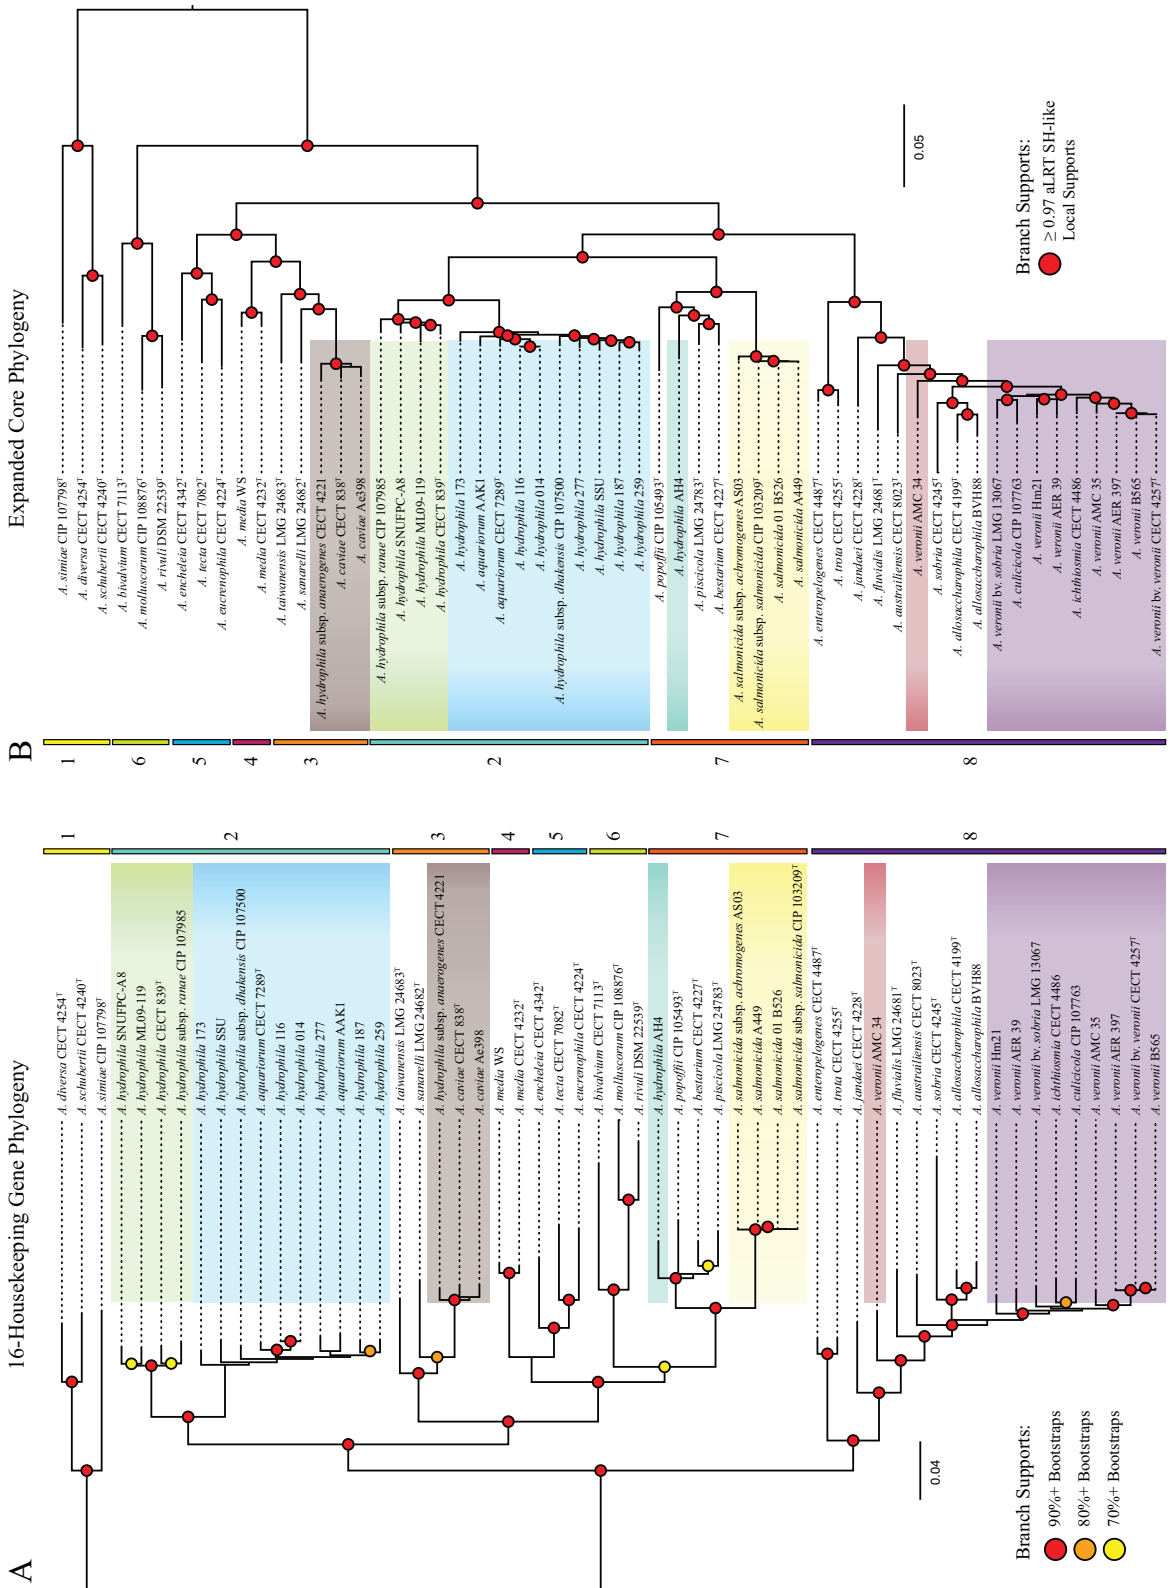 A
16-Housekeeping Gene Phylogeny
A. diversa CECT 4254T
A. schubertii CECT 4240T
A. simiae CIP 107798T
A. hydrophila SNUFPC-A8
A. hydrophila ML09-119
A. hydrophila CECT 839T
A. hydrophila subsp. ranae CIP 107985
A. hydrophila 173
A. hydrophila SSU
A. hydrophila subsp. dhakensis CIP 107500
A. aquariorum CECT 7289T
A. hydrophila 116
A. hydrophila 014
A. hydrophila 277
A. aquariorum AAK1
A. hydrophila 187
A. hydrophila 259
A. taiwanensis LMG 24683T
A. sanarelli LMG 24682T
A. hydrophila subsp. anaerogenes CECT 4221
A. caviae CECT 838T
A. caviae Ae398
A. media WS
A. media CECT 4232T
A. encheleia CECT 4342T
A. tecta CECT 7082T
A. eucrenophila CECT 4224T
A. bivalvium CECT 7113T
A. molluscorum CIP 108876T
A. rivuli DSM 22539T
A. hydrophila AH4
A. popoffii CIP 105493T
A. bestiarum CECT 4227T
A. piscicola LMG 24783T
A. salmonicida subsp. achromogenes AS03
A. salmonicida A449
A. salmonicida 01 B526
A. salmonicida subsp. salmonicida CIP 103209T
A. enteropelogenes CECT 4487T
A. trota CECT 4255T
A. jandaei CECT 4228T
A. veronii AMC 34
A. fluvialis LMG 24681T
A. australiensis CECT 8023T
A. sobria CECT 4245T
A. allosaccharophila CECT 4199T
A. allosaccharophila BVH88
A. veronii Hm21
A. veronii AER 39
A. veronii bv. sobria LMG 13067
A. ichthiosmia CECT 4486
A. culicicola CIP 107763
A. veronii AMC 35
A. veronii AER 397
A. veronii bv. veronii CECT 4257T
A. veronii B565
1
2
3
4
5
6
7
8
0.04
Branch Supports:
90%+ Bootstraps
80%+ Bootstraps
70%+ Bootstraps
B
Expanded Core Phylogeny
1
6
5
4
3
2
7
8
A. simiae CIP 107798T
A. diversa CECT 4254T
A. schubertii CECT 4240T
A. bivalvium CECT 7113T
A. molluscorum CIP 108876T
A. rivuli DSM 22539T
A. encheleia CECT 4342T
A. tecta CECT 7082T
A. eucrenophila CECT 4224T
A. media WS
A. media CECT 4232T
A. taiwanensis LMG 24683T
A. sanarelli LMG 24682T
A. hydrophila subsp. anaerogenes CECT 4221
A. caviae CECT 838T
A. caviae Ae398
A. hydrophila subsp. ranae CIP 107985
A. hydrophila SNUFPC-A8
A. hydrophila ML09-119
A. hydrophila CECT 839T
A. hydrophila 173
A. aquariorum AAK1
A. aquariorum CECT 7289T
A. hydrophila 116
A. hydrophila 014
A. hydrophila subsp. dhakensis CIP 107500
A. hydrophila 277
A. hydrophila SSU
A. hydrophila 187
A. hydrophila 259
A. popoffii CIP 105493T
A. hydrophila AH4
A. piscicola LMG 24783T
A. bestiarum CECT 4227T
A. salmonicida subsp. achromogenes AS03
A. salmonicida subsp. salmonicida CIP 103209T
A. salmonicida 01 B526
A. salmonicida A449
A. enteropelogenes CECT 4487T
A. trota CECT 4255T
A. jandaei CECT 4228T
A. fluvialis LMG 24681T
A. australiensis CECT 8023T
A. veronii AMC 34
A. sobria CECT 4245T
A. allosaccharophila CECT 4199T
A. allosaccharophila BVH88
A. veronii bv. sobria LMG 13067
A. culicicola CIP 107763
A. veronii Hm21
A. veronii AER 39
A. ichthiosmia CECT 4486
A. veronii AMC 35
A. veronii AER 397
A. veronii B565
A. veronii bv. veronii CECT 4257T
0.05
Branch Supports:
≥ 0.97 aLRT SH-like
Local Supports